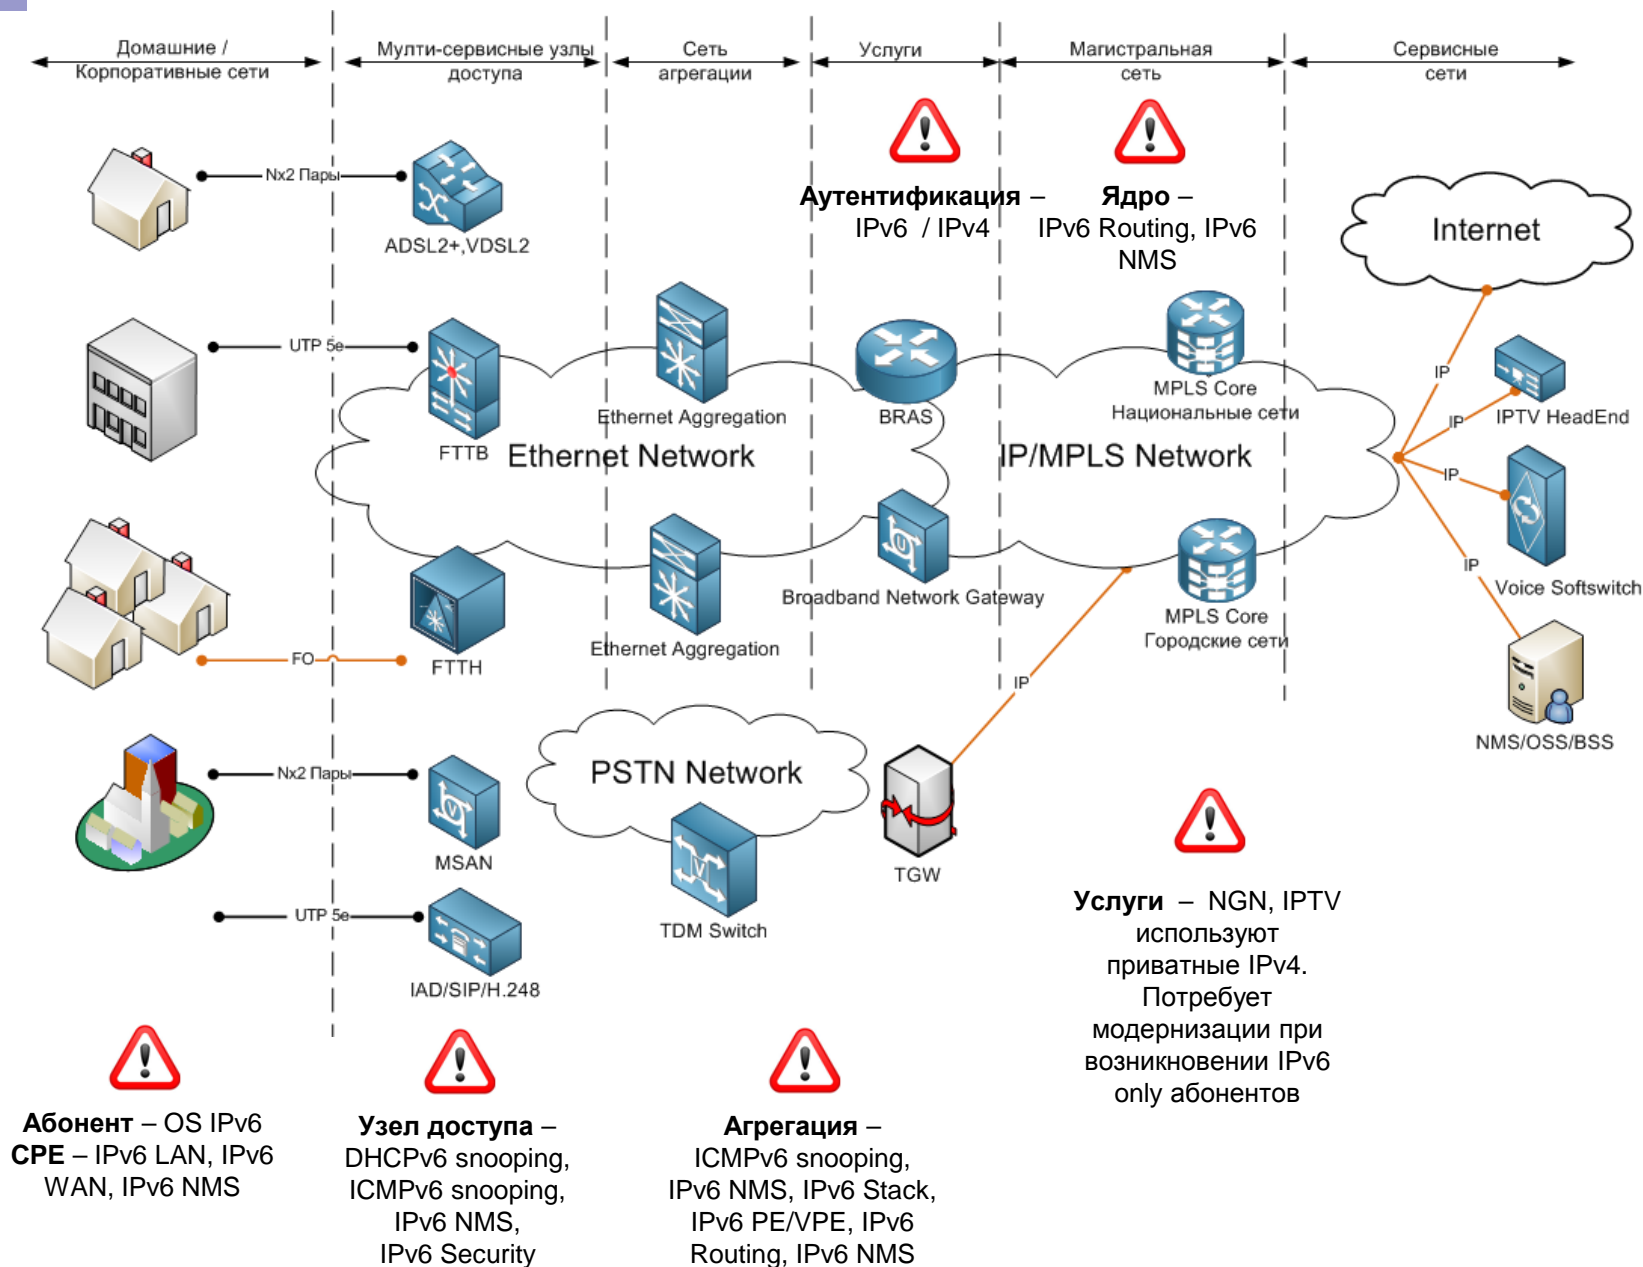 Домашние /
Корпоративные сети
Мулти-сервисные узлы
доступа
Сеть
агрегации
Услуги
Магистральная
сеть
Сервисные
сети
Аутентификация –
IPv6 / IPv4
Ядро –
IPv6 Routing, IPv6
NMS
Nx2 Пары
ADSL2+,VDSL2
Internet
UTP 5e
FTTB
Ethernet Aggregation
BRAS
MPLS Core
Национальные сети
IP
IPTV HeadEnd
IP
Ethernet Network
IP/MPLS Network
IP
Voice Softswitch
IP
FO
FTTH
Ethernet Aggregation
Broadband Network Gateway
MPLS Core
Городские сети
IP
NMS/OSS/BSS
Nx2 Пары
MSAN
PSTN Network
TDM Switch
TGW
UTP 5e
IAD/SIP/H.248
Услуги – NGN, IPTV
используют
приватные IPv4.
Потребует
модернизации при
возникновении IPv6
only абонентов
Абонент – OS IPv6
CPE – IPv6 LAN, IPv6
WAN, IPv6 NMS
Узел доступа –
DHCPv6 snooping,
ICMPv6 snooping,
IPv6 NMS,
IPv6 Security
Агрегация –
ICMPv6 snooping,
IPv6 NMS, IPv6 Stack,
IPv6 PE/VPE, IPv6
Routing, IPv6 NMS